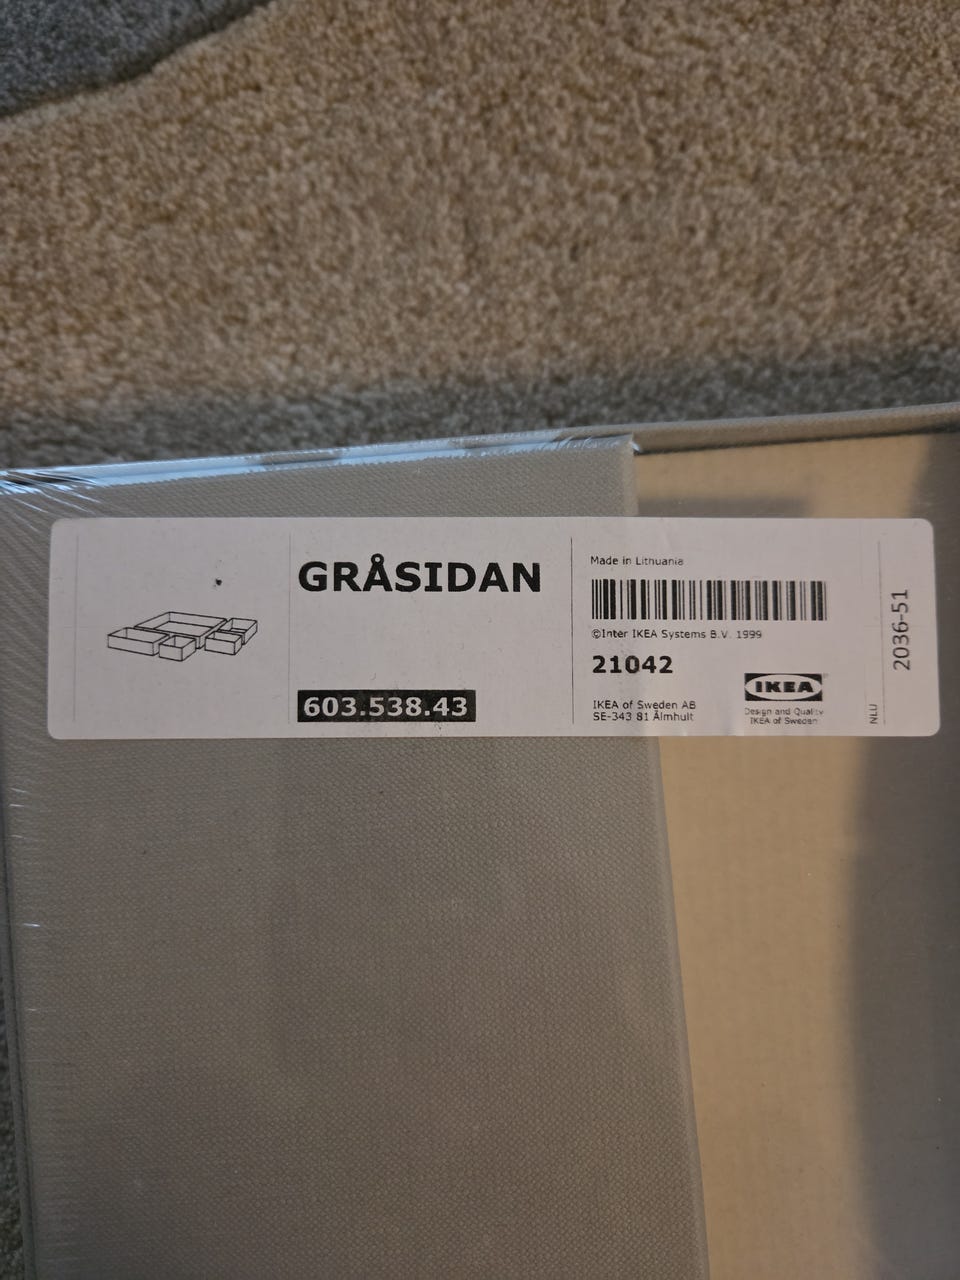 GRÅSIDAN
603.538.43
Made in Lithuania
©Inter IKEA Systems B.V. 1999
21042
IKEA of Sweden AB
SE-343 81 Älmhult
IKEA
Design and Quality
IKEA of Sweden
NLU
2036-51